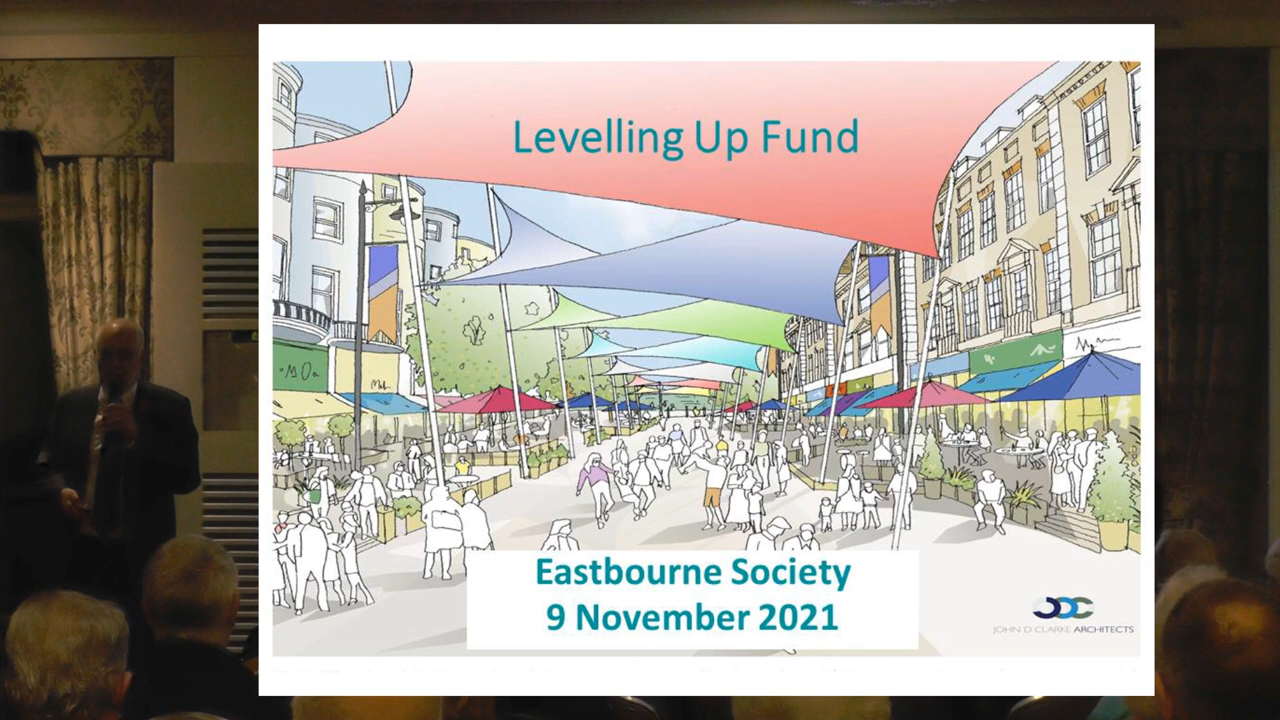 Levelling Up Fund
Eastbourne Society
9 November 2021
JOHN D CLARKE ARCHITECTS